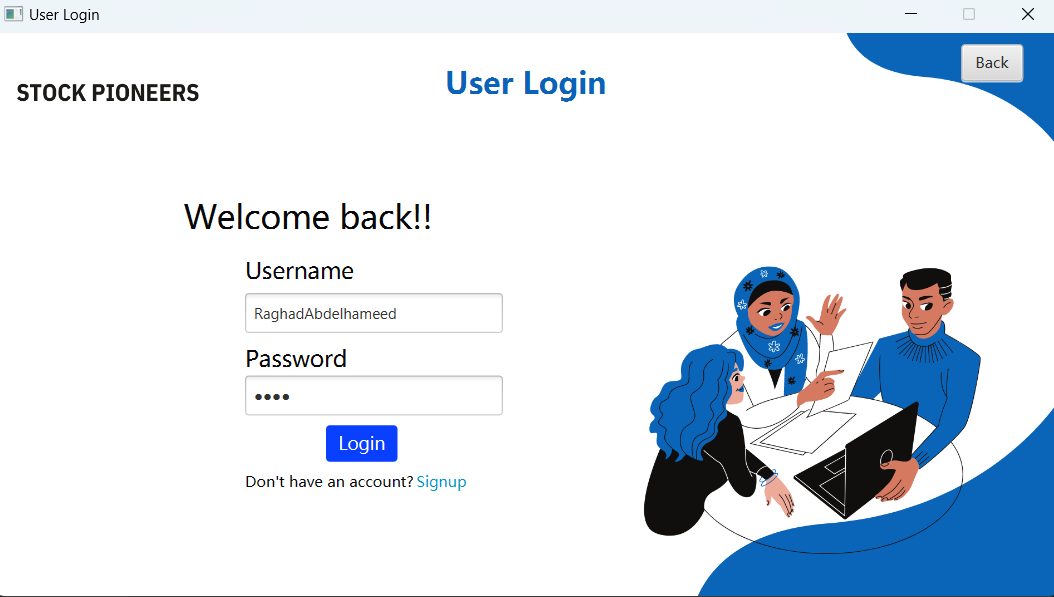 User Login
Back
User Login
STOCK PIONEERS
Welcome back!!
Username
RaghadAbdelhameed
Password
••••
Login
Don't have an account? Signup